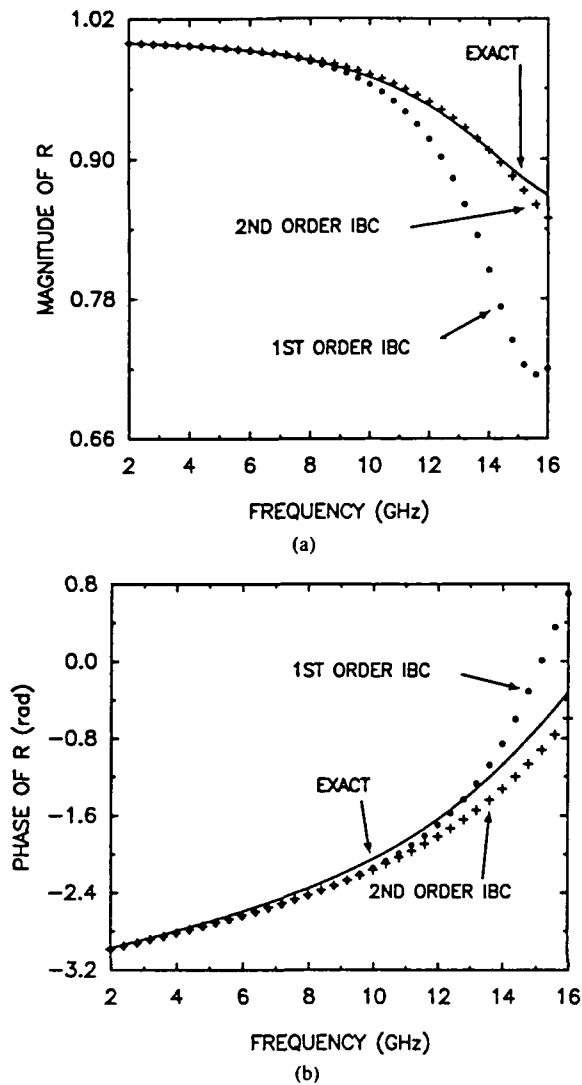 1.02
0.90
0.78
0.66
MAGNITUDE OF R
EXACT
2ND ORDER IBC
1ST ORDER IBC
2 4 6 8 10 12 14 16
FREQUENCY (GHz)
(a)
0.8
0.0
−0.8
−1.6
−2.4
−3.2
PHASE OF R (rad)
1ST ORDER IBC
EXACT
2ND ORDER IBC
2 4 6 8 10 12 14 16
FREQUENCY (GHz)
(b)